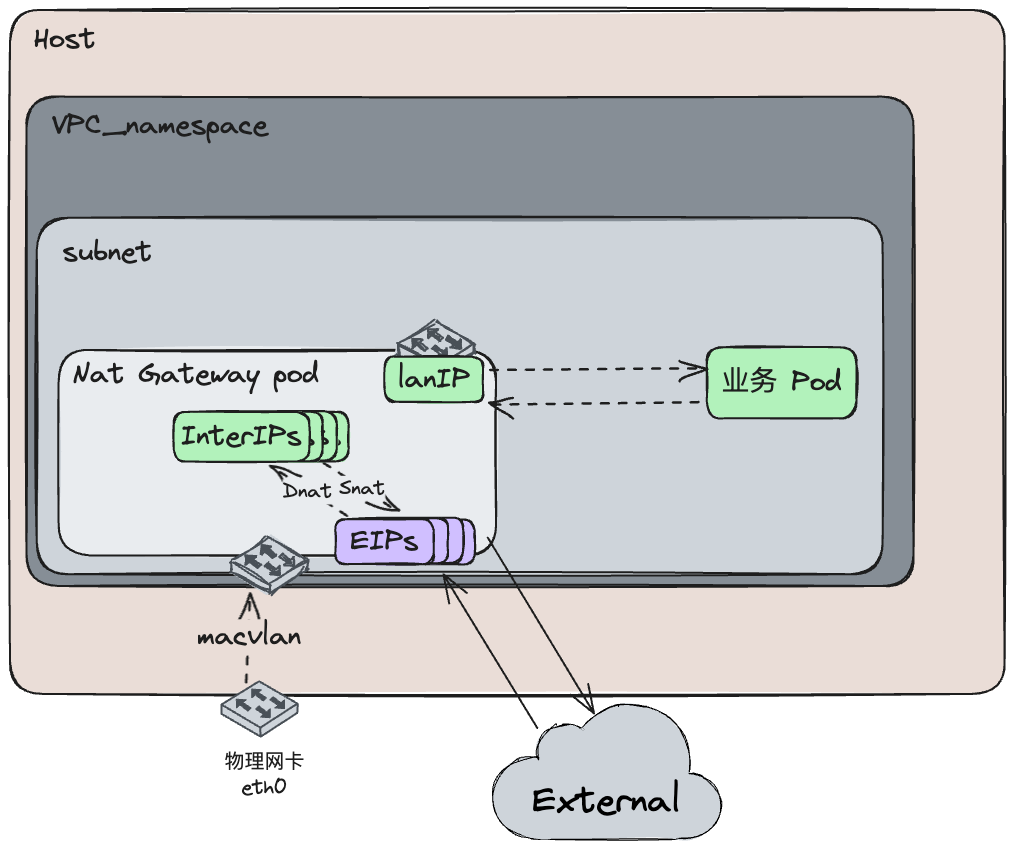 Host
VPC_namespace
subnet
Nat Gateway pod
lanIP
业务 Pod
InterIPs
Dnat Snat
EIPs
macvlan
物理网卡
eth0
External